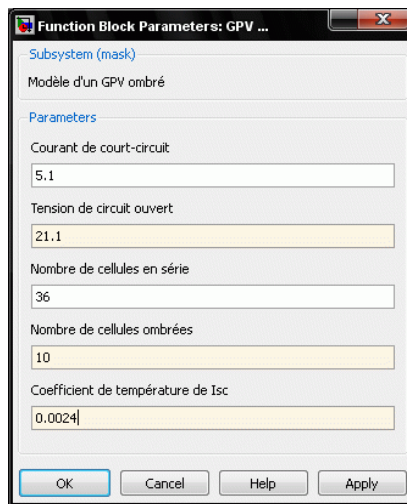 Function Block Parameters: GPV ...
Subsystem (mask)
Modèle d'un GPV ombré
Parameters
Courant de court-circuit
5.1
Tension de circuit ouvert
21.1
Nombre de cellules en série
36
Nombre de cellules ombrées
10
Coefficient de température de Isc
0.0024
OK Cancel Help Apply